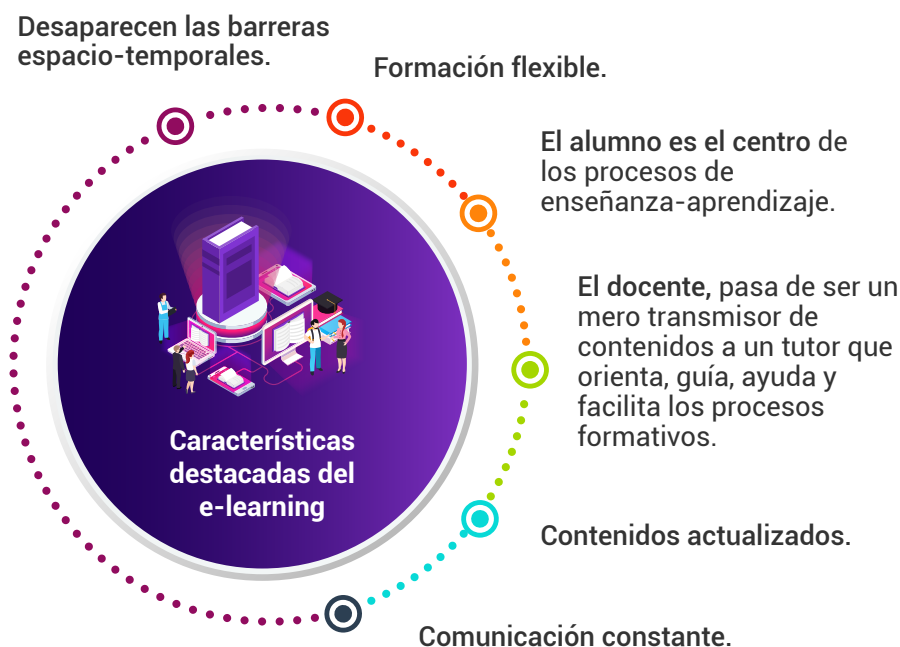 Desaparecen las barreras
espacio-temporales.
Formación flexible.
El alumno es el centro de
los procesos de
enseñanza-aprendizaje.
El docente, pasa de ser un
mero transmisor de
contenidos a un tutor que
orienta, guía, ayuda y
facilita los procesos
formativos.
Características
destacadas del
e-learning
Contenidos actualizados.
Comunicación constante.